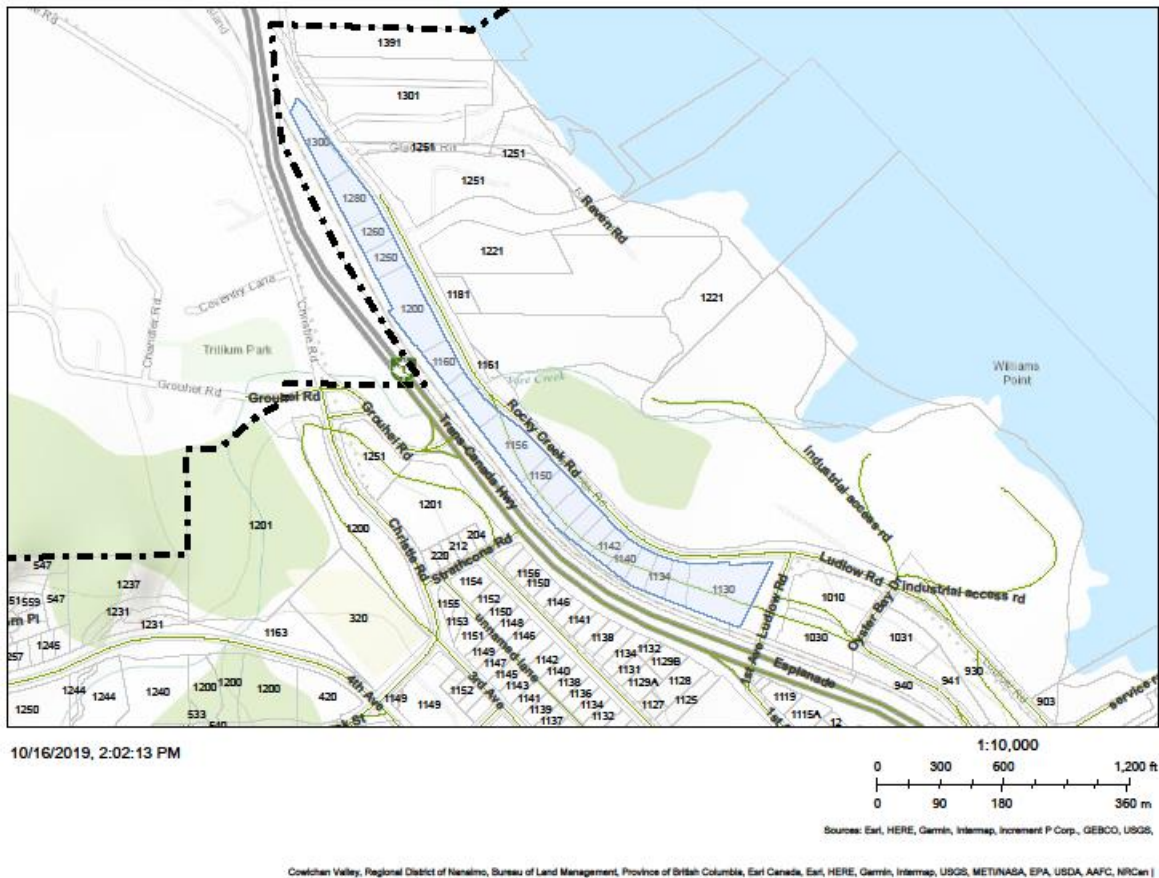 1391
1301
1300
1251
1251
1251
1280
Raven Rd
1260
1250
1221
1181
1221
1200
Coventry Lane
Chandler Rd
Christie Rd
Trillium Park
1160
1161
Williams
Point
Grouhel Rd
Grouhel Rd
Grouhel Rd
Trans-Canada Hwy
Rocky Creek Rd
1156
1150
Industrial access rd
1251
1201
1201
1200
204
212
220
Strathcona Rd
Christie Rd
1142
1140
1134
1130
Ludlow Rd
industrial access rd
1010
Oyster Bay D
1030
1031
1st Ave Ludlow Rd
Esplanade
547
547
559
1237
1231
1231
1245
257
1163
320
1154
1155
1153
1151
1149
1147
1145
1143
1141
1139
1137
1152
1150
1148
1146
unnamed lane
1142
1140
1138
1136
1134
1132
1156
1150
1146
1141
1138
1134
1132
1131
1129B
1129A
1128
1127
1125
1119
1115A
12
930
941
940
903
service r
1244
1244
1240
1200
1200
1200
1250
533
420
4th Ave
1149
1149
1152
3rd Ave
10/16/2019, 2:02:13 PM
1:10,000
0 300 600 1,200 ft
0 90 180 360 m
Sources: Esri, HERE, Garmin, Intermap, increment P Corp., GEBCO, USGS,
Cowichan Valley, Regional District of Nanaimo, Bureau of Land Management, Province of British Columbia, Esri Canada, Esri, HERE, Garmin, Intermap, USGS, METI/NASA, EPA, USDA, AAFC, NRCan |